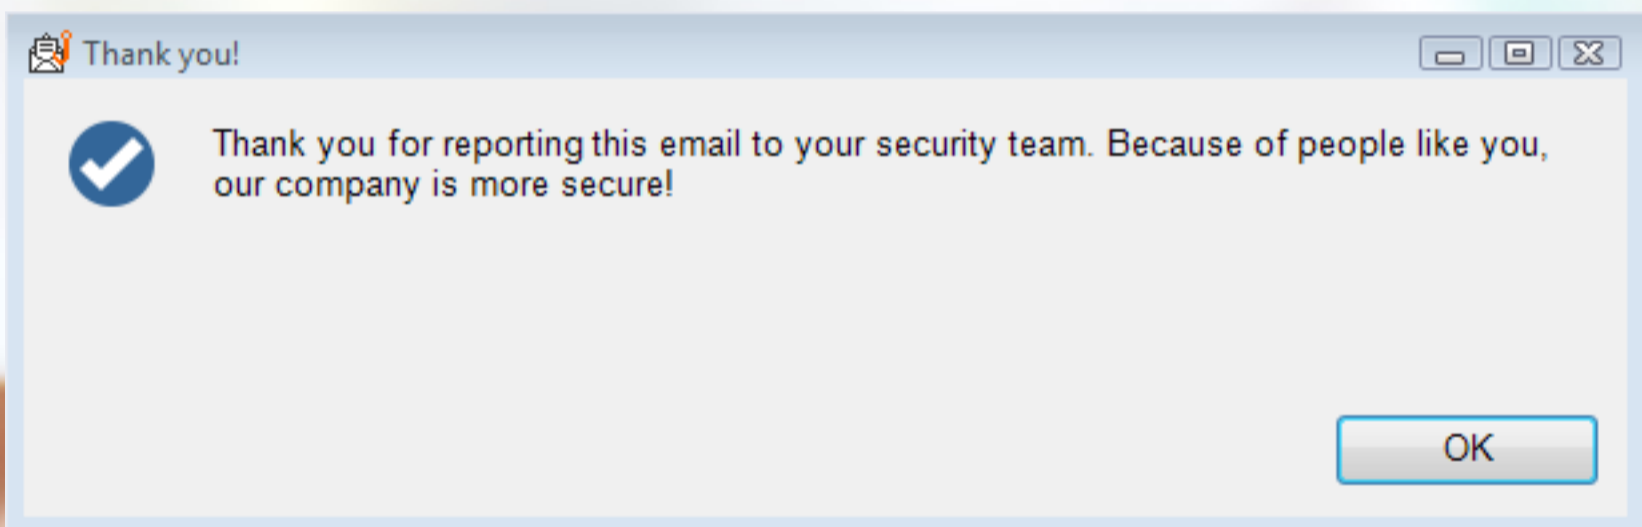 Thank you!
Thank you for reporting this email to your security team. Because of people like you,
our company is more secure!
OK